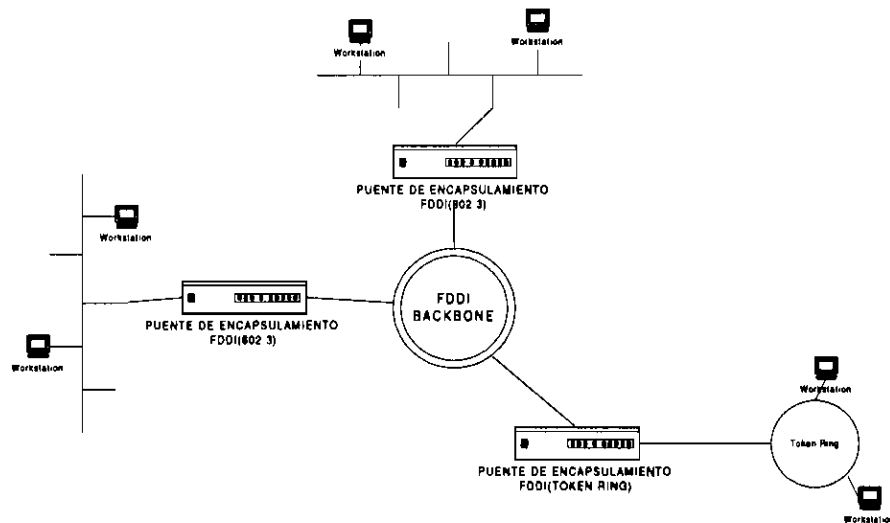 Workstation
Workstation
PUENTE DE ENCAPSULAMIENTO
FDDI(802 3)
Workstation
FDDI
BACKBONE
PUENTE DE ENCAPSULAMIENTO
FDDI(802 3)
Workstation
Workstation
Token Ring
PUENTE DE ENCAPSULAMIENTO
FDDI(TOKEN RING)
Workstation